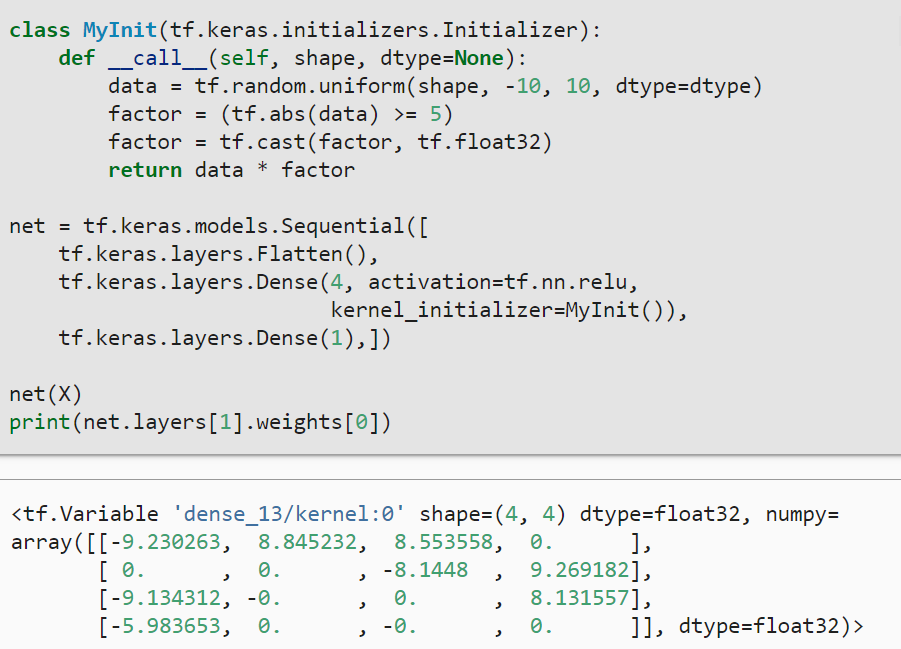 class MyInit(tf.keras.initializers.Initializer):
    def __call__(self, shape, dtype=None):
        data = tf.random.uniform(shape, -10, 10, dtype=dtype)
        factor = (tf.abs(data) >= 5)
        factor = tf.cast(factor, tf.float32)
        return data * factor
net = tf.keras.models.Sequential([
    tf.keras.layers.Flatten(),
    tf.keras.layers.Dense(4, activation=tf.nn.relu,
                          kernel_initializer=MyInit()),
    tf.keras.layers.Dense(1),])
net(X)
print(net.layers[1].weights[0])
<tf.Variable 'dense_13/kernel:0' shape=(4, 4) dtype=float32, numpy=
array([[-9.230263,  8.845232,  8.553558,  0.      ],
       [ 0.      ,  0.      , -8.1448  ,  9.269182],
       [-9.134312, -0.      ,  0.      ,  8.131557],
       [-5.983653,  0.      , -0.      ,  0.      ]], dtype=float32)>